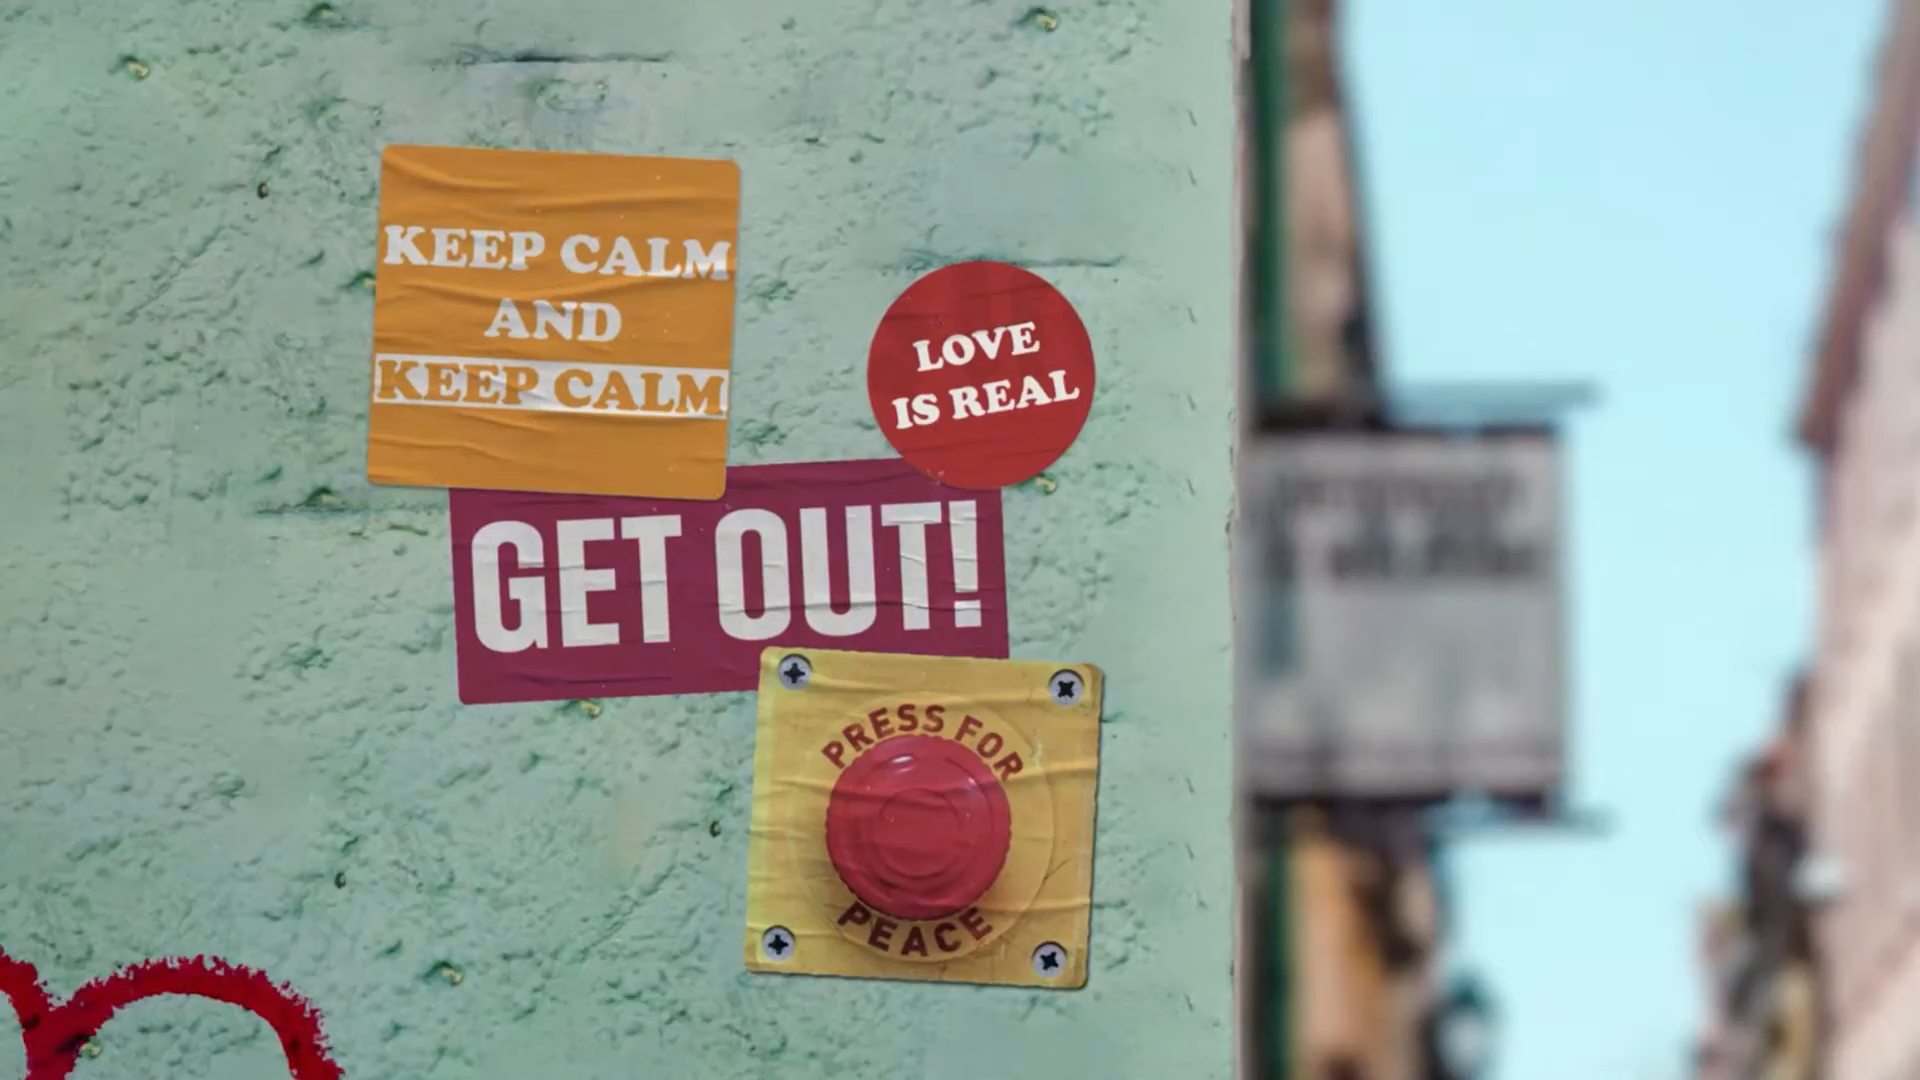 KEEP CALM
AND
KEEP CALM
LOVE
IS REAL
GET OUT!
PRESS FOR
PEACE